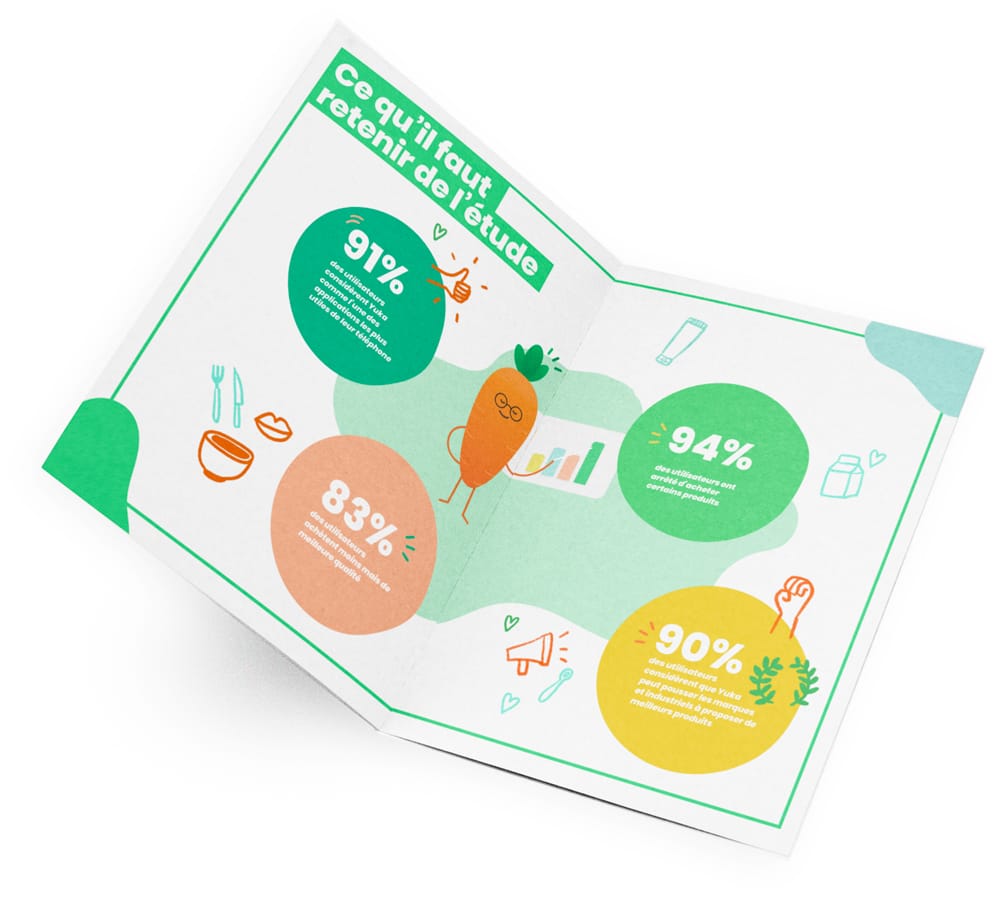 Ce qu'il faut
retenir de l'étude
91%
des utilisateurs
considèrent Yuka
comme l'une des
applications les plus
utiles de leur téléphone
83%
des utilisateurs
achètent moins mais de
meilleure qualité
94%
des utilisateurs ont
arrêté d'acheter
certains produits
90%
des utilisateurs
considèrent que Yuka
peut pousser les marques
et industriels à proposer de
meilleurs produits